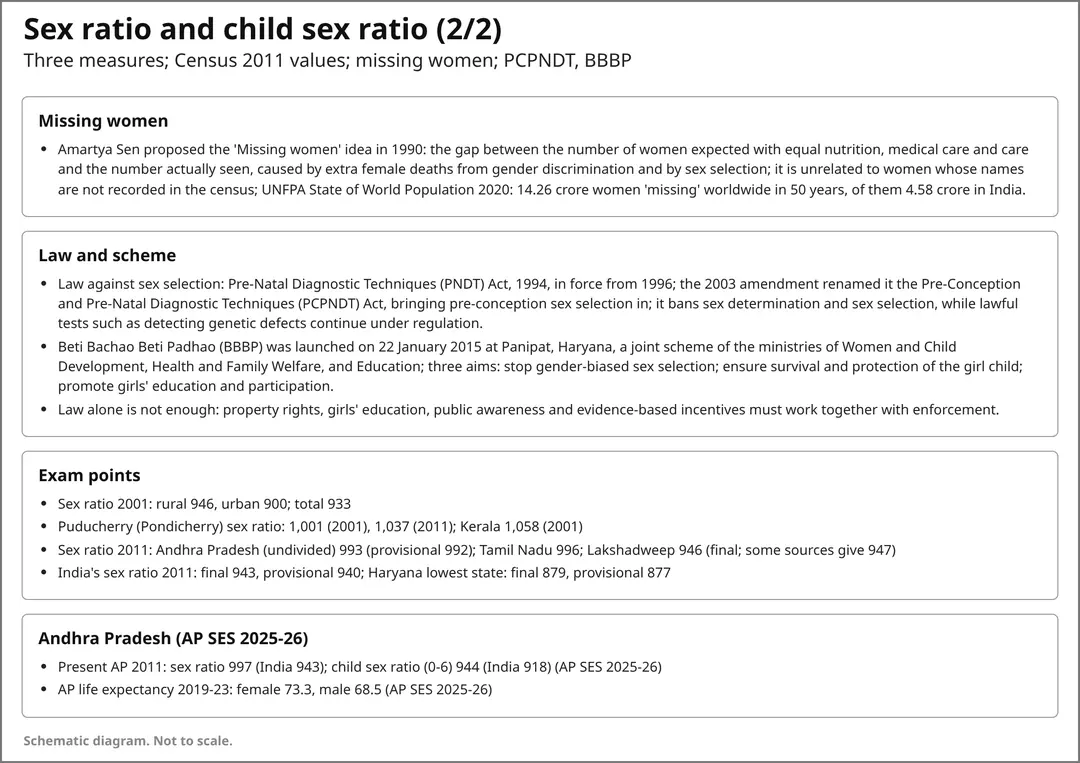 Sex ratio and child sex ratio (2/2)
Three measures; Census 2011 values; missing women; PCPNDT, BBBP
Missing women
• Amartya Sen proposed the 'Missing women' idea in 1990: the gap between the number of women expected with equal nutrition, medical care and care
and the number actually seen, caused by extra female deaths from gender discrimination and by sex selection; it is unrelated to women whose names
are not recorded in the census; UNFPA State of World Population 2020: 14.26 crore women 'missing' worldwide in 50 years, of them 4.58 crore in India.
Law and scheme
• Law against sex selection: Pre-Natal Diagnostic Techniques (PNDT) Act, 1994, in force from 1996; the 2003 amendment renamed it the Pre-Conception
and Pre-Natal Diagnostic Techniques (PCPNDT) Act, bringing pre-conception sex selection in; it bans sex determination and sex selection, while lawful
tests such as detecting genetic defects continue under regulation.
• Beti Bachao Beti Padhao (BBBP) was launched on 22 January 2015 at Panipat, Haryana, a joint scheme of the ministries of Women and Child
Development, Health and Family Welfare, and Education; three aims: stop gender-biased sex selection; ensure survival and protection of the girl child;
promote girls' education and participation.
• Law alone is not enough: property rights, girls' education, public awareness and evidence-based incentives must work together with enforcement.
Exam points
• Sex ratio 2001: rural 946, urban 900; total 933
• Puducherry (Pondicherry) sex ratio: 1,001 (2001), 1,037 (2011); Kerala 1,058 (2001)
• Sex ratio 2011: Andhra Pradesh (undivided) 993 (provisional 992); Tamil Nadu 996; Lakshadweep 946 (final; some sources give 947)
• India's sex ratio 2011: final 943, provisional 940; Haryana lowest state: final 879, provisional 877
Andhra Pradesh (AP SES 2025-26)
• Present AP 2011: sex ratio 997 (India 943); child sex ratio (0-6) 944 (India 918) (AP SES 2025-26)
• AP life expectancy 2019-23: female 73.3, male 68.5 (AP SES 2025-26)
Schematic diagram. Not to scale.